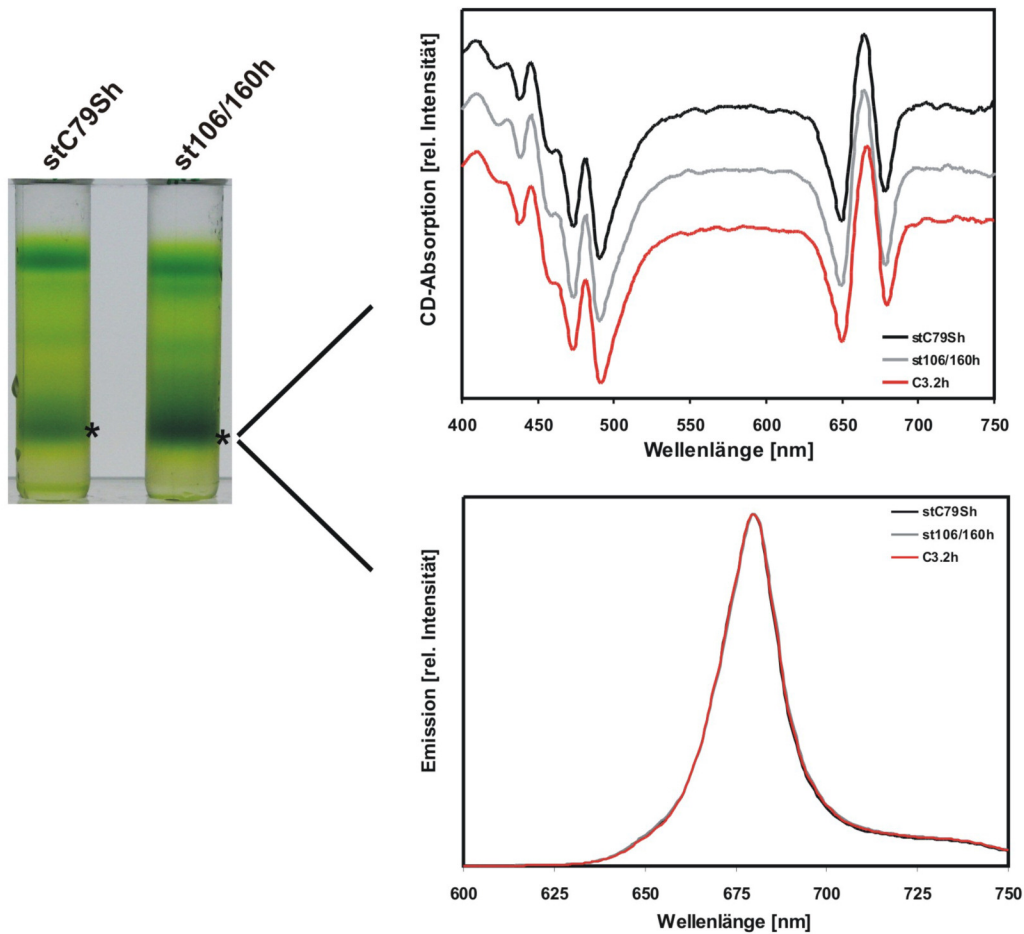 stC79Sh
st106/160h
*
*
CD-Absorption [rel. Intensität]
stC79Sh
st106/160h
C3.2h
400 450 500 550 600 650 700 750
Wellenlänge [nm]
Emission [rel. Intensität]
stC79Sh
st106/160h
C3.2h
600 625 650 675 700 725 750
Wellenlänge [nm]